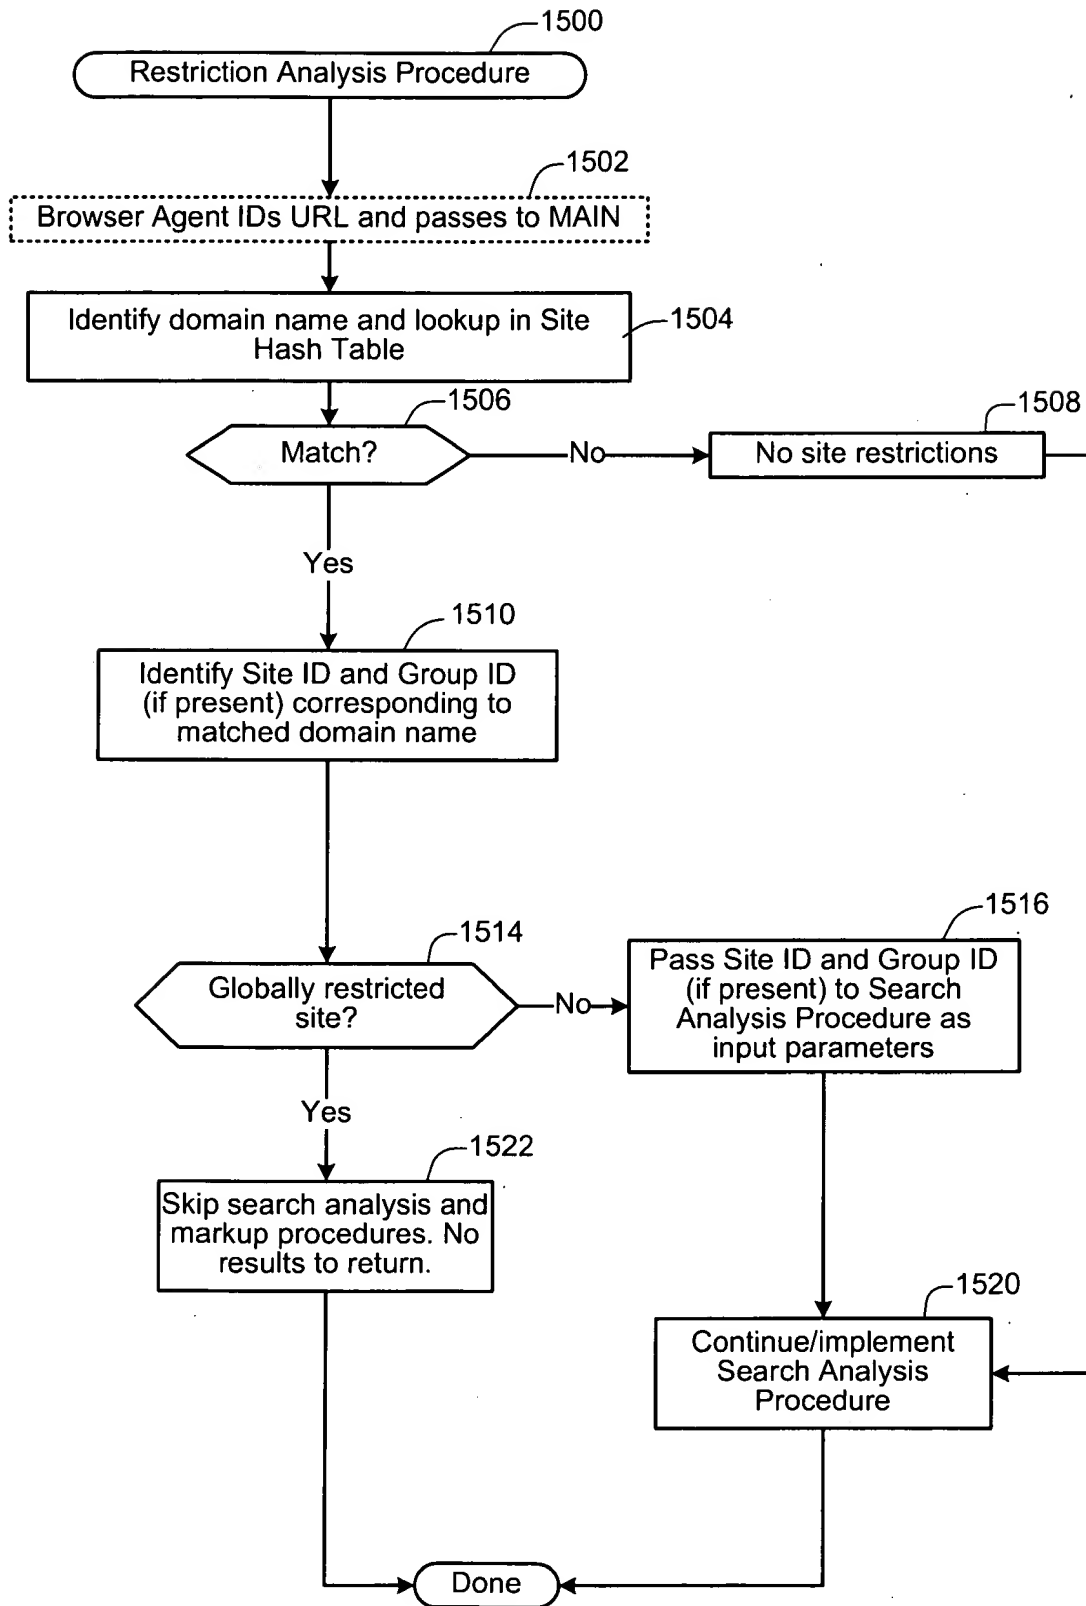 1500
Restriction Analysis Procedure
1502
Browser Agent IDs URL and passes to MAIN
Identify domain name and lookup in Site
Hash Table
1504
1506
Match?
No
1508
No site restrictions
Yes
1510
Identify Site ID and Group ID
(if present) corresponding to
matched domain name
1514
Globally restricted
site?
No
1516
Pass Site ID and Group ID
(if present) to Search
Analysis Procedure as
input parameters
Yes
1522
Skip search analysis and
markup procedures. No
results to return.
1520
Continue/implement
Search Analysis
Procedure
Done